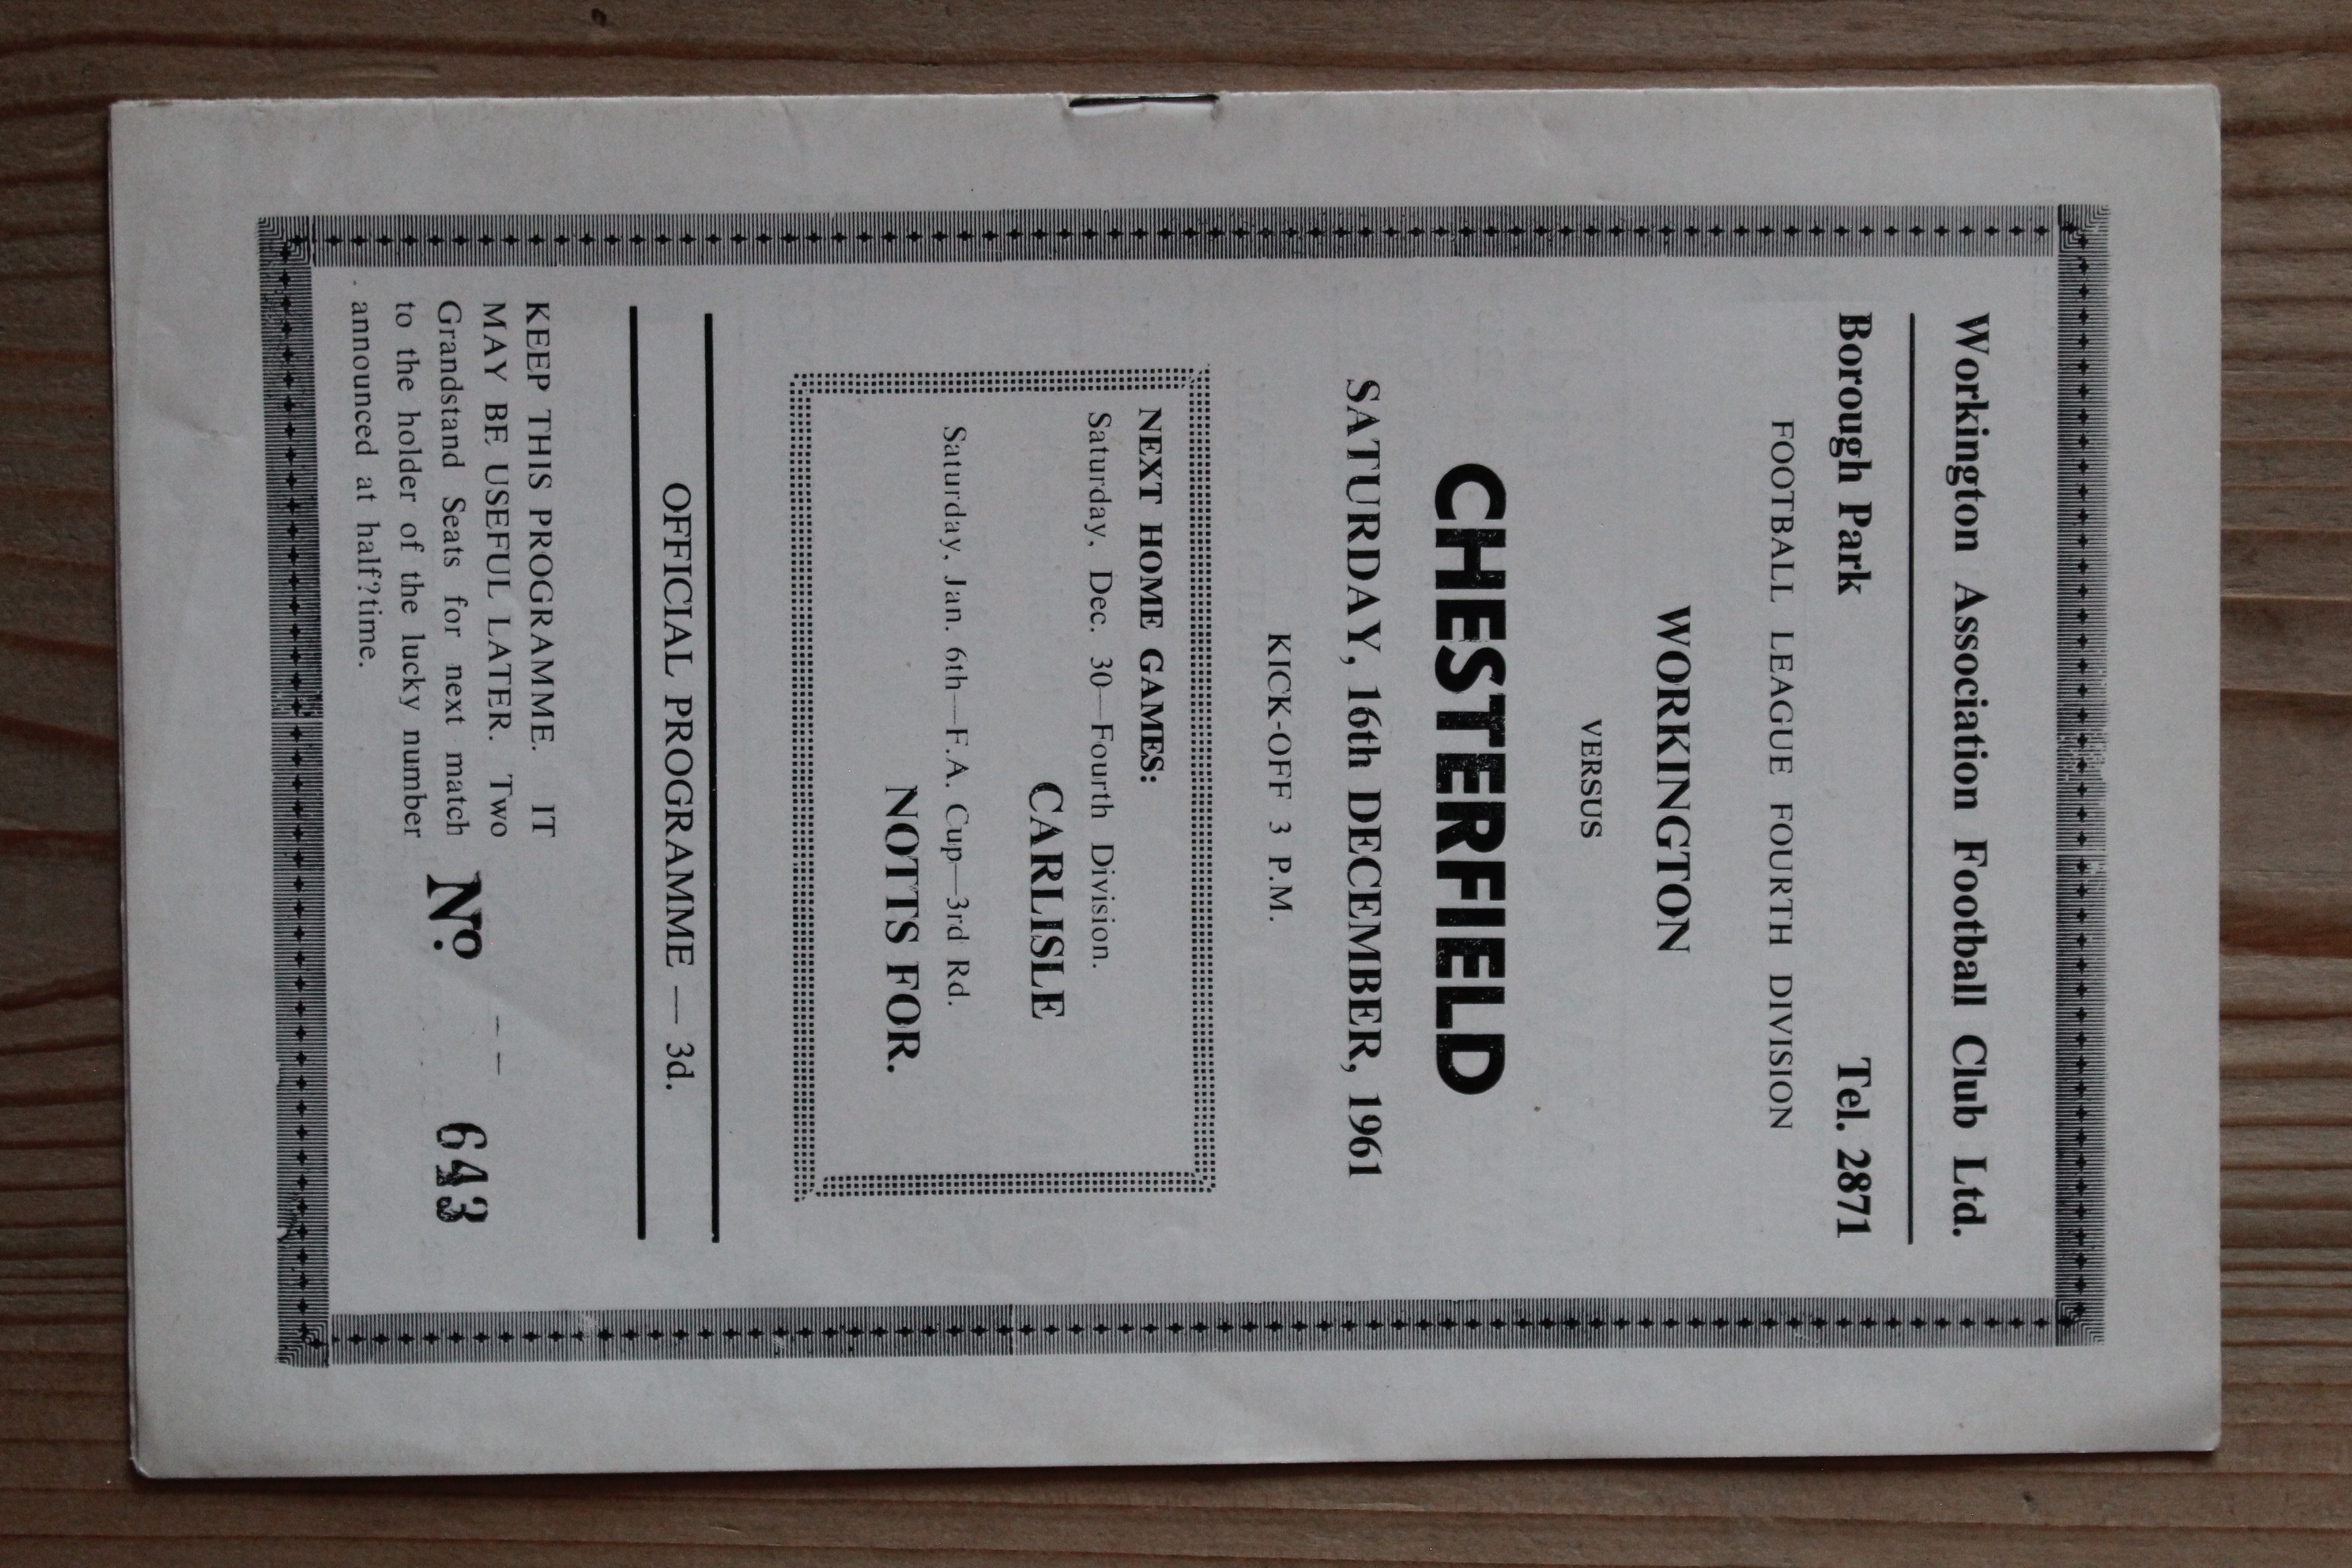 Workington Association Football Club Ltd.
Borough Park Tel. 2871
FOOTBALL LEAGUE FOURTH DIVISION
WORKINGTON
VERSUS
CHESTERFIELD
SATURDAY, 16th DECEMBER, 1961
KICK-OFF 3 P.M.
NEXT HOME GAMES:
Saturday, Dec. 30—Fourth Division.
CARLISLE
Saturday, Jan. 6th—F.A. Cup—3rd Rd.
NOTTS FOR.
OFFICIAL PROGRAMME — 3d.
KEEP THIS PROGRAMME. IT
MAY BE USEFUL LATER. Two
Grandstand Seats for next match
to the holder of the lucky number
announced at half?time.
No. 643